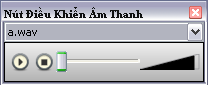 Nút Điều Khiển Âm Thanh
a.wav